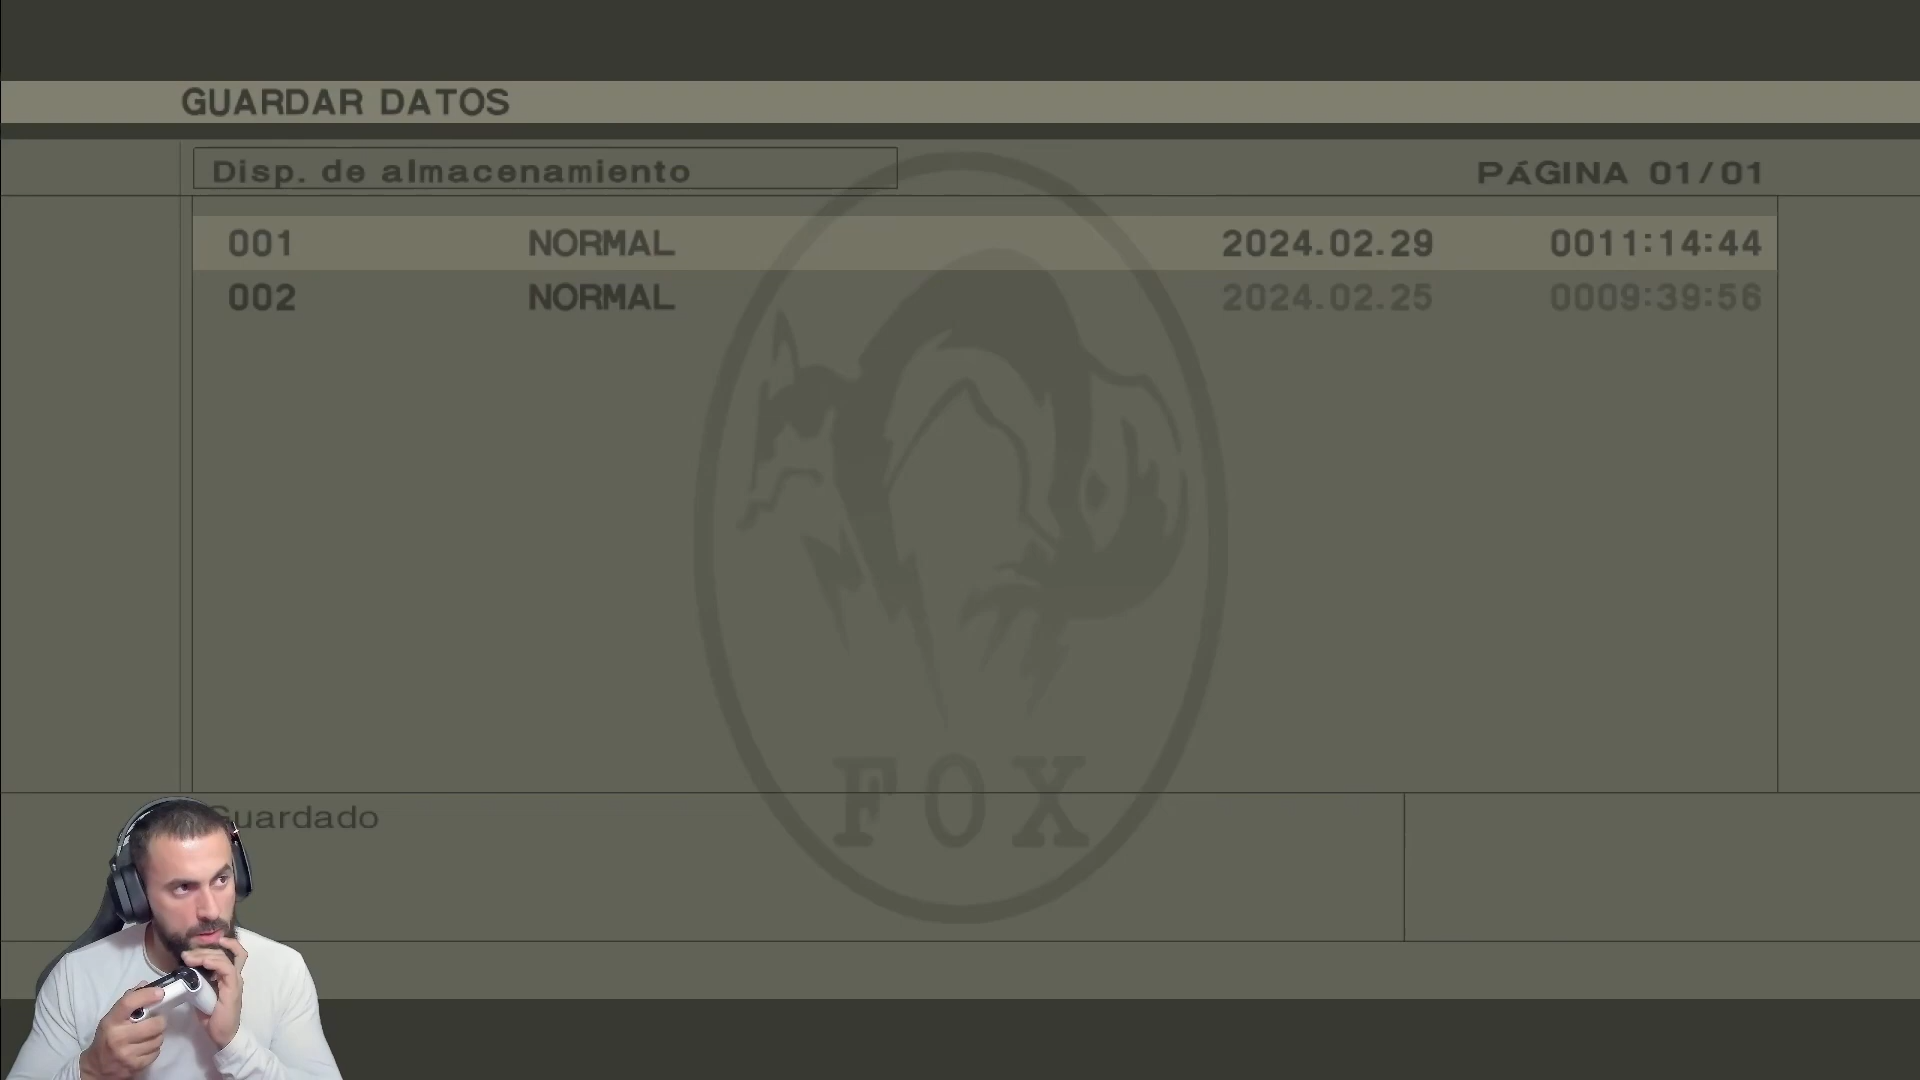 GUARDAR DATOS
Disp. de almacenamiento PÁGINA 01/01
001 NORMAL 2024.02.29 0011:14:44
002 NORMAL 2024.02.25 0009:39:56
Guardado
FOX